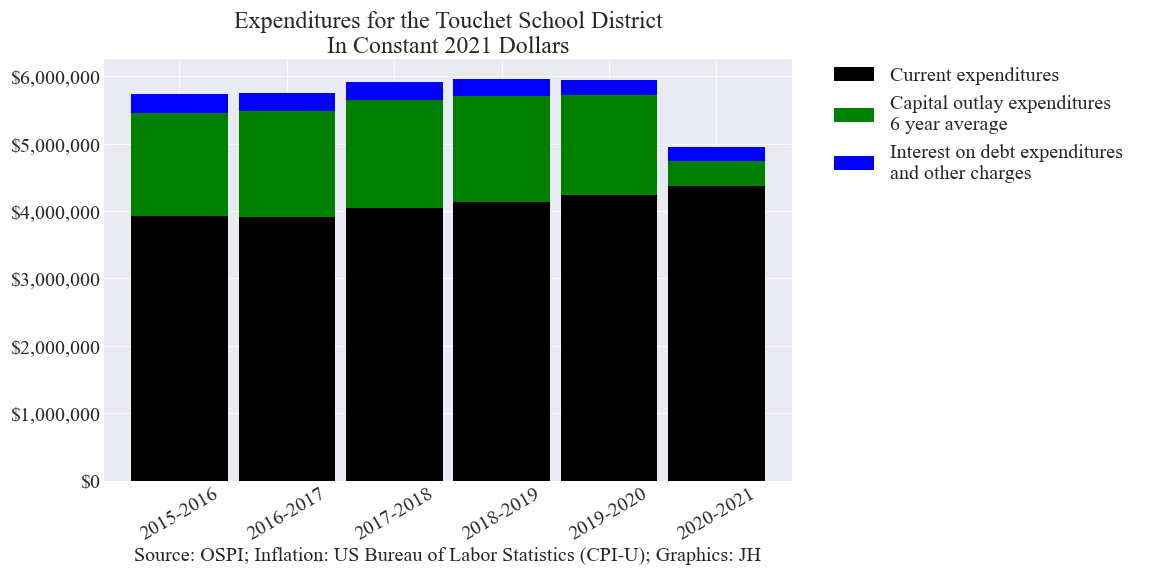 Expenditures for the Touchet School District
In Constant 2021 Dollars
$6,000,000
$5,000,000
$4,000,000
$3,000,000
$2,000,000
$1,000,000
$0
2015-2016
2016-2017
2017-2018
2018-2019
2019-2020
2020-2021
Source: OSPI; Inflation: US Bureau of Labor Statistics (CPI-U); Graphics: JH
Current expenditures
Capital outlay expenditures
6 year average
Interest on debt expenditures
and other charges